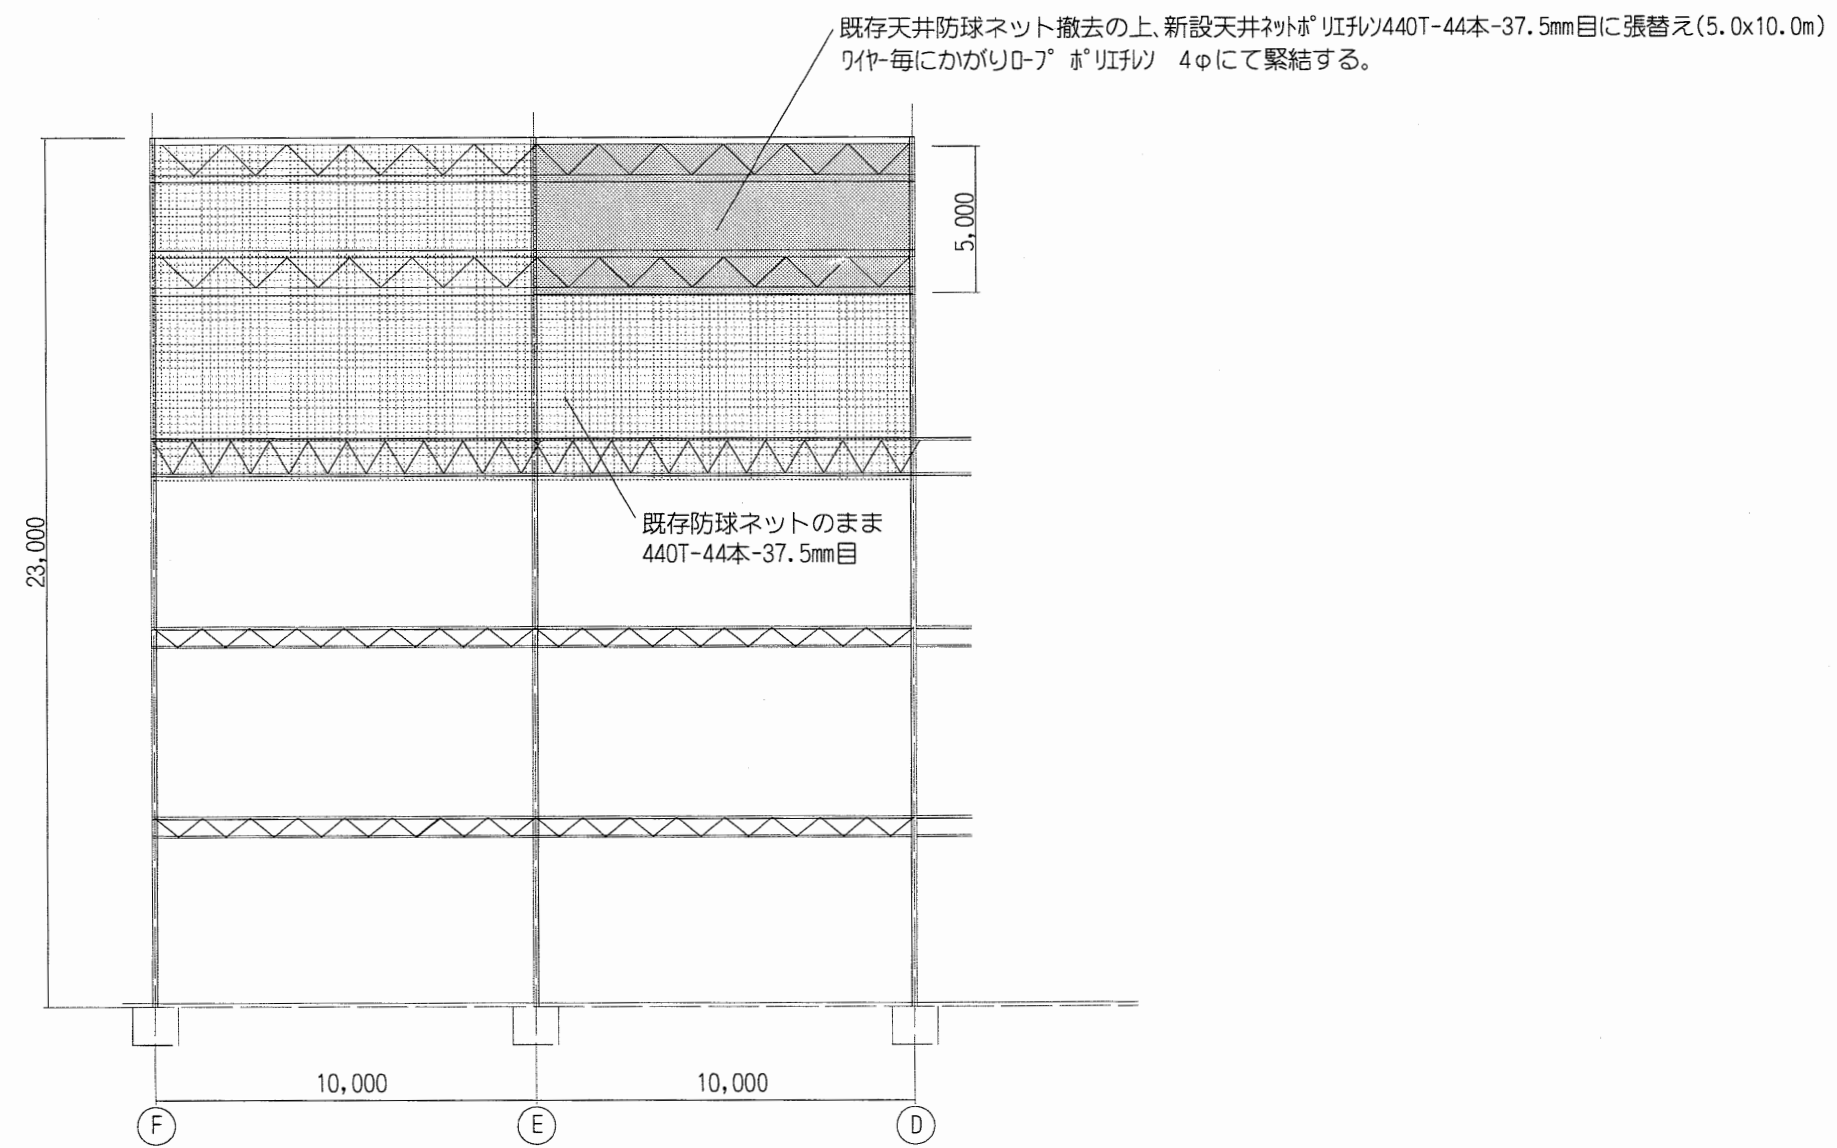 既存天井防球ネット撤去の上、新設天井ﾈｯﾄﾎﾟﾘｴﾁﾚﾝ440T-44本-37.5mm目に張替え(5.0x10.0m)
ﾜｲﾔｰ毎にかがりﾛｰﾌﾟ ﾎﾟﾘｴﾁﾚﾝ 4φにて緊結する。
5,000
既存防球ネットのまま
440T-44本-37.5mm目
23,000
10,000
10,000
F
E
D